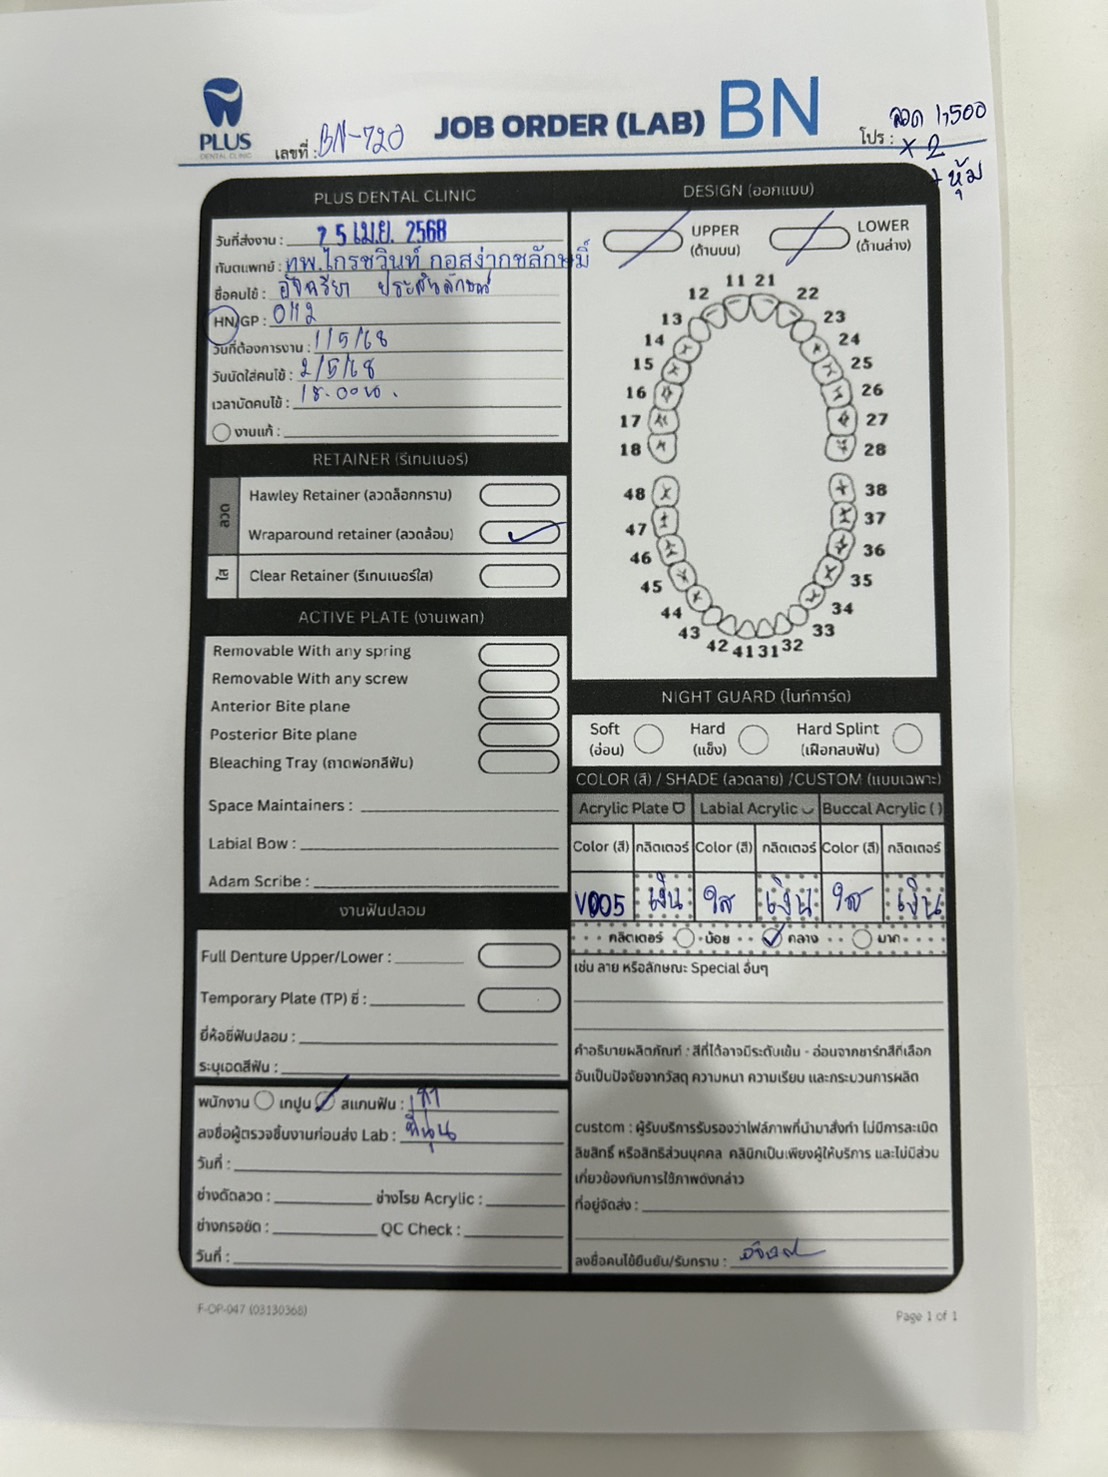 PLUS
DENTAL CLINIC
เลขที่ : BN-720
JOB ORDER (LAB) BN
โปร : ลวด 1,500
× 2
+ หุ้ม
PLUS DENTAL CLINIC
วันที่ส่งงาน : 25 เม.ย. 2568
ทันตแพทย์ : ทพ.ไกรชวินท์ กอสง่าภชลักษมี์
ชื่อคนไข้ : อัจฉรียา
HN/GP : 0112
วันที่ต้องการงาน : 1/5/68
วันนัดใส่คนไข้ : 2/5/68
เวลานัดคนไข้ : 18.00 น.
งานแก้ :
RETAINER (รีเทนเนอร์)
ลวด
Hawley Retainer (ลวดล็อกกราม)
Wraparound retainer (ลวดล้อม)
ใส
Clear Retainer (รีเทนเนอร์ใส)
ACTIVE PLATE (งานเพลท)
Removable With any spring
Removable With any screw
Anterior Bite plane
Posterior Bite plane
Bleaching Tray (ถาดฟอกสีฟัน)
Space Maintainers :
Labial Bow :
Adam Scribe :
งานฟันปลอม
Full Denture Upper/Lower :
Temporary Plate (TP) ซี่ :
ยี่ห้อซี่ฟันปลอม :
ระบุเฉดสีฟัน :
พนักงาน เทปูน สแกนฟัน :
ลงชื่อผู้ตรวจชิ้นงานก่อนส่ง Lab :
วันที่ :
ช่างดัดลวด : ช่างโรย Acrylic :
ช่างกรอขัด : QC Check :
วันที่ :
DESIGN (ออกแบบ)
UPPER
(ด้านบน)
LOWER
(ด้านล่าง)
11 21
12 22
13 23
14 24
15 25
16 26
17 27
18 28
48 38
47 37
46 36
45 35
44 34
43 33
42 41 31 32
NIGHT GUARD (ไนท์การ์ด)
Soft
(อ่อน)
Hard
(แข็ง)
Hard Splint
(เฝือกสบฟัน)
COLOR (สี) / SHADE (ลวดลาย) /CUSTOM (แบบเฉพาะ)
Acrylic Plate Labial Acrylic Buccal Acrylic ( )
Color (สี) กลิตเตอร์ Color (สี) กลิตเตอร์ Color (สี) กลิตเตอร์
V005 เงิน ใส เงิน ใส เงิน
กลิตเตอร์ น้อย กลาง มาก
เช่น ลาย หรือลักษณะ Special อื่นๆ
คำอธิบายผลิตภัณฑ์ : สีที่ได้อาจมีระดับเข้ม - อ่อนจากชาร์ทสีที่เลือก
อันเป็นปัจจัยจากวัสดุ ความหนา ความเรียบ และกระบวนการผลิต
custom : ผู้รับบริการรับรองว่าไฟล์ภาพที่นำมาสั่งทำ ไม่มีการละเมิด
ลิขสิทธิ์ หรือสิทธิส่วนบุคคล คลินิกเป็นเพียงผู้ให้บริการ และไม่มีส่วน
เกี่ยวข้องกับการใช้ภาพดังกล่าว
ที่อยู่จัดส่ง :
ลงชื่อคนไข้ยืนยัน/รับทราบ :
F-OP-047 (03130368)
Page 1 of 1